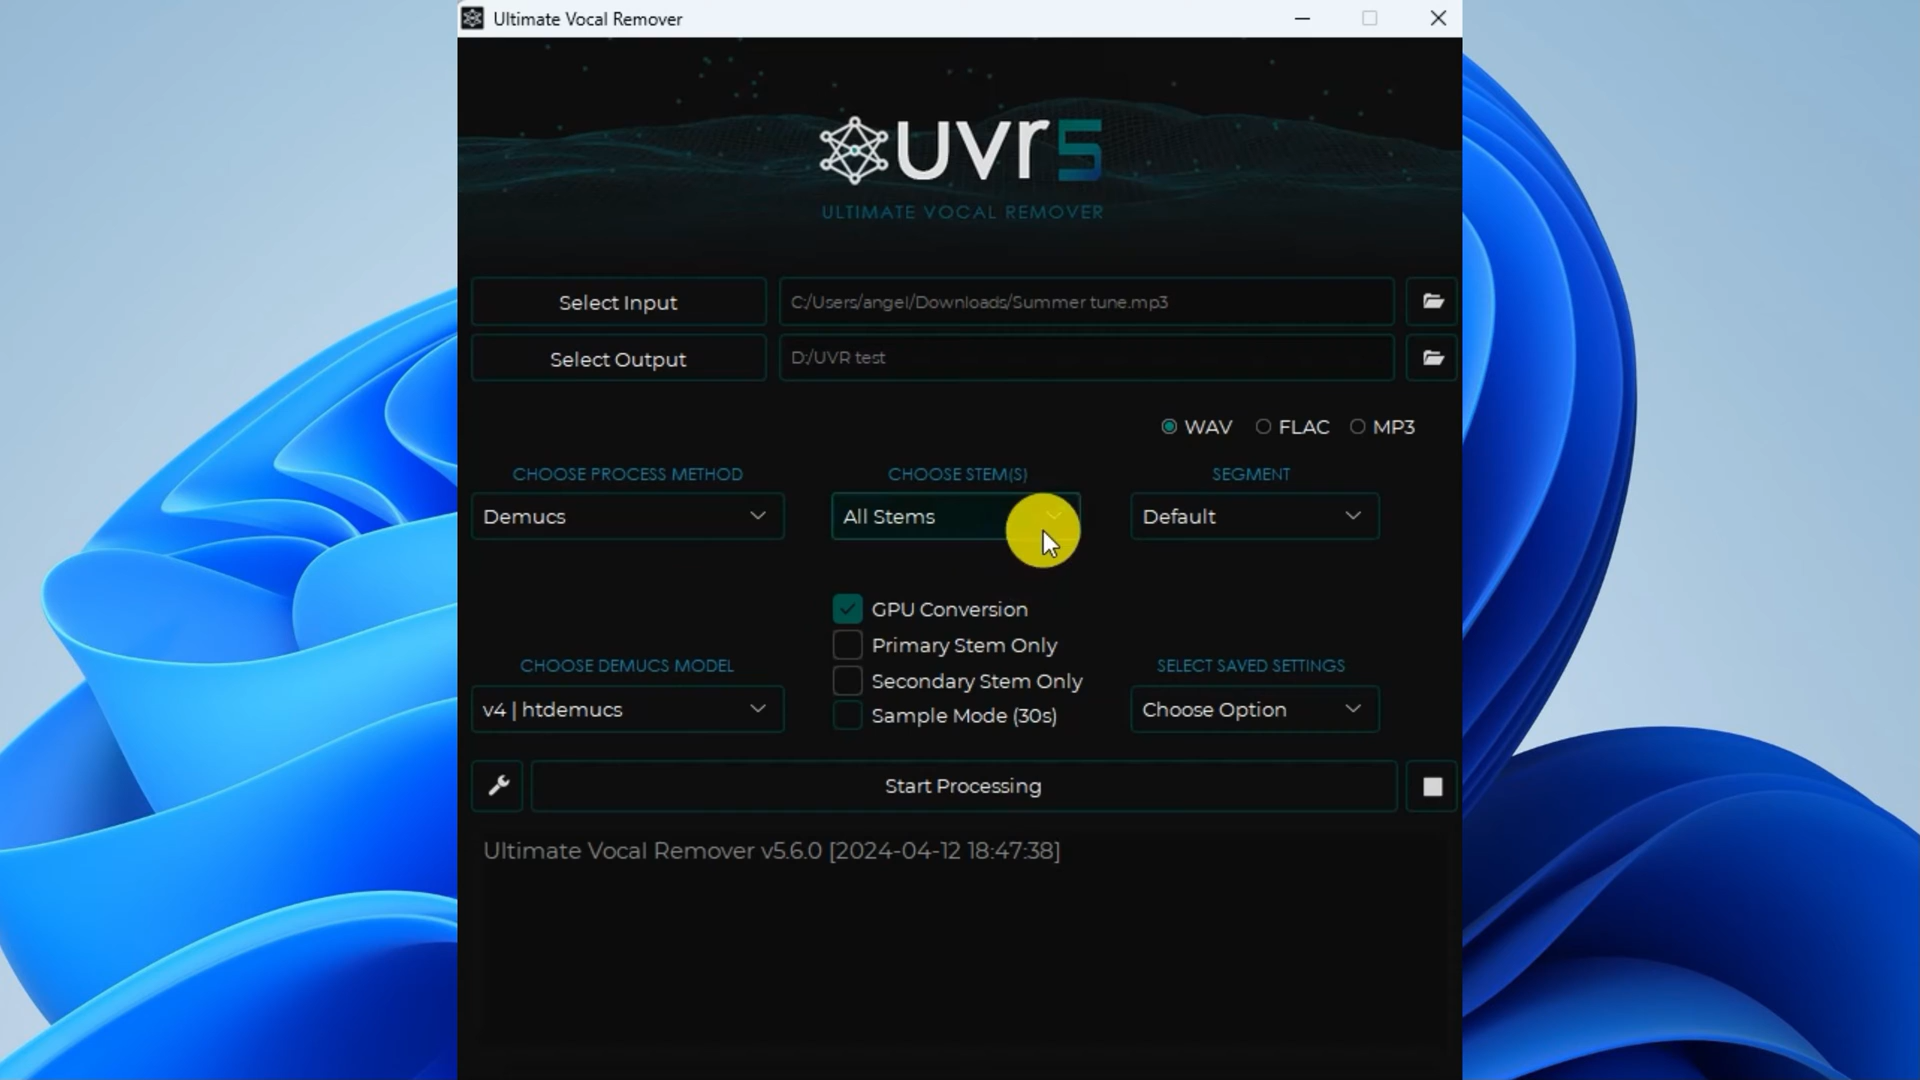 Ultimate Vocal Remover
uvr5
ULTIMATE VOCAL REMOVER
Select Input
C:/Users/angel/Downloads/Summer tune.mp3
Select Output
D:/UVR test
WAV FLAC MP3
CHOOSE PROCESS METHOD
CHOOSE STEM(S)
SEGMENT
Demucs
All Stems
Default
GPU Conversion
Primary Stem Only
Secondary Stem Only
Sample Mode (30s)
CHOOSE DEMUCS MODEL
v4 | htdemucs
SELECT SAVED SETTINGS
Choose Option
Start Processing
Ultimate Vocal Remover v5.6.0 [2024-04-12 18:47:38]